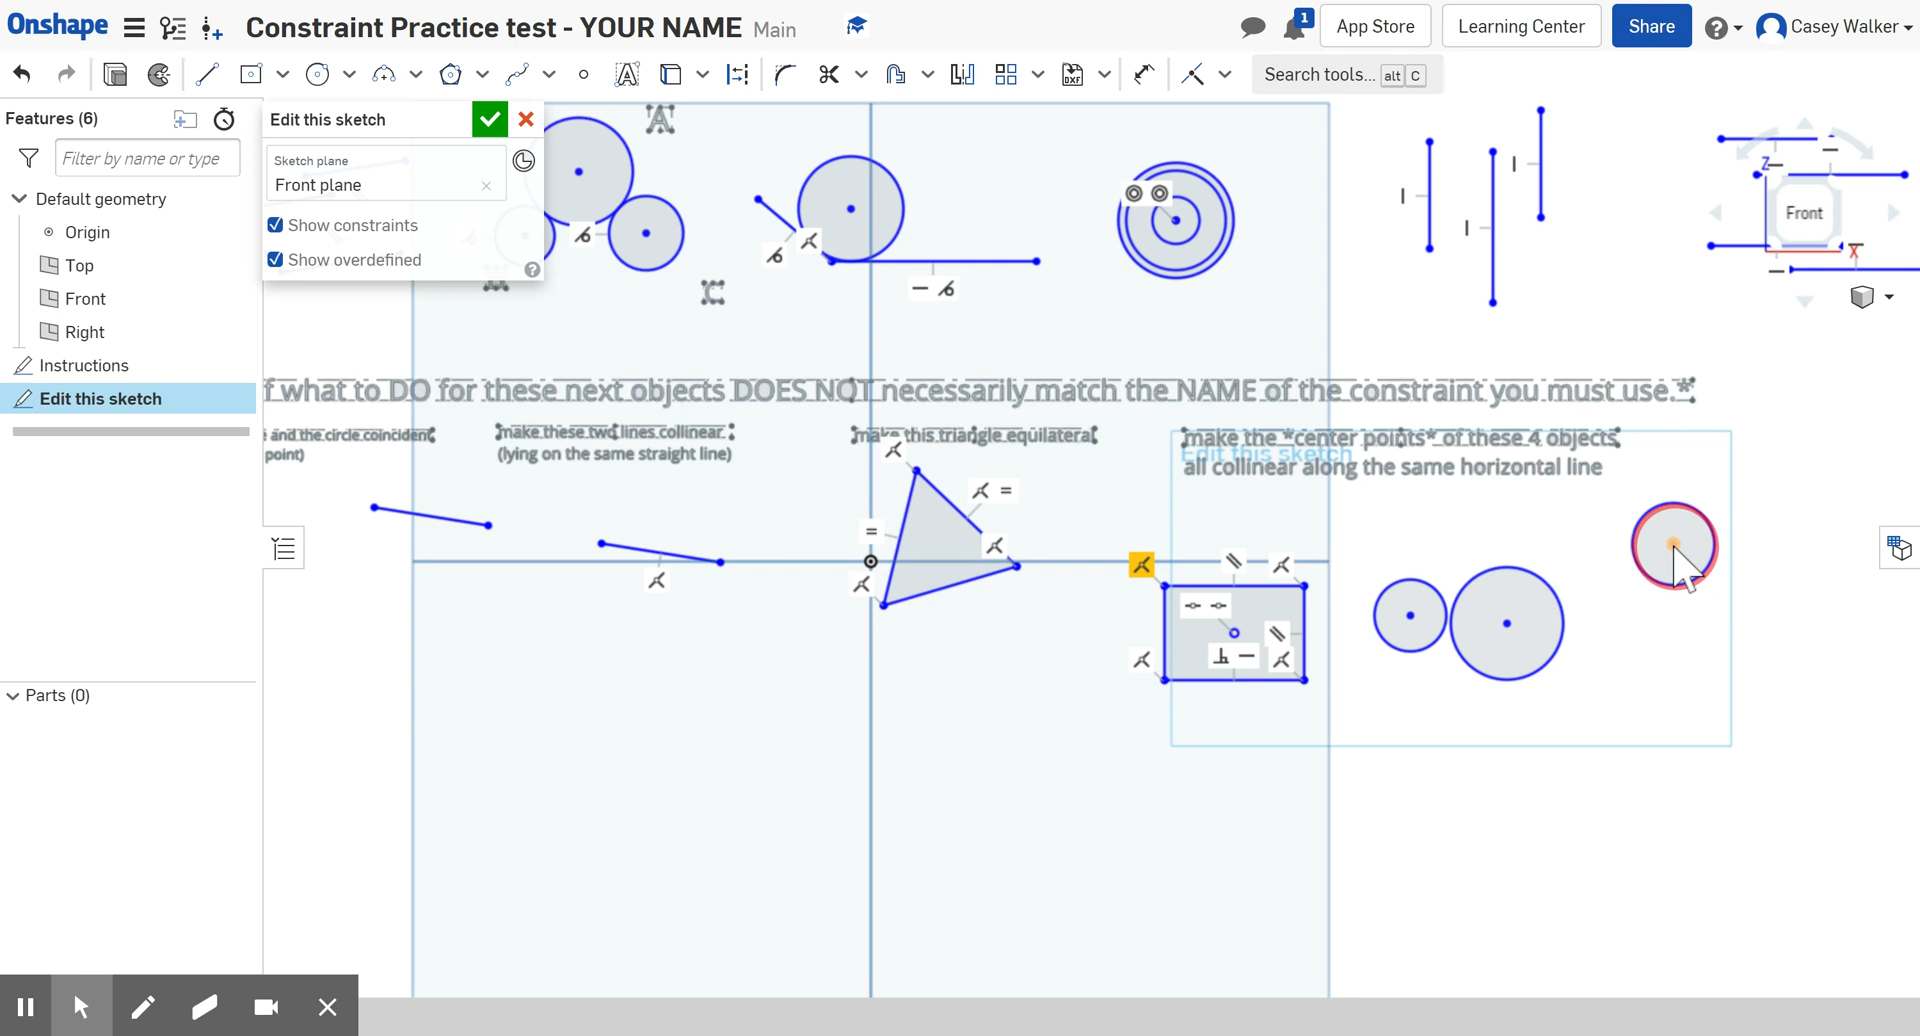 Onshape
Constraint Practice test - YOUR NAME Main
1
App Store
Learning Center
Share
Casey Walker
Search tools... alt C
Features (6)
Filter by name or type
Default geometry
Origin
Top
Front
Right
Instructions
Edit this sketch
Parts (0)
Edit this sketch
Sketch plane
Front plane
Show constraints
Show overdefined
A
C
Z
Front
X
f what to DO for these next objects DOES NOT necessarily match the NAME of the constraint you must use.*
and the circle coincident
point)
make these two lines collinear.
(lying on the same straight line)
make this triangle equilateral
make the *center points* of these 4 objects
Edit this sketch
all collinear along the same horizontal line